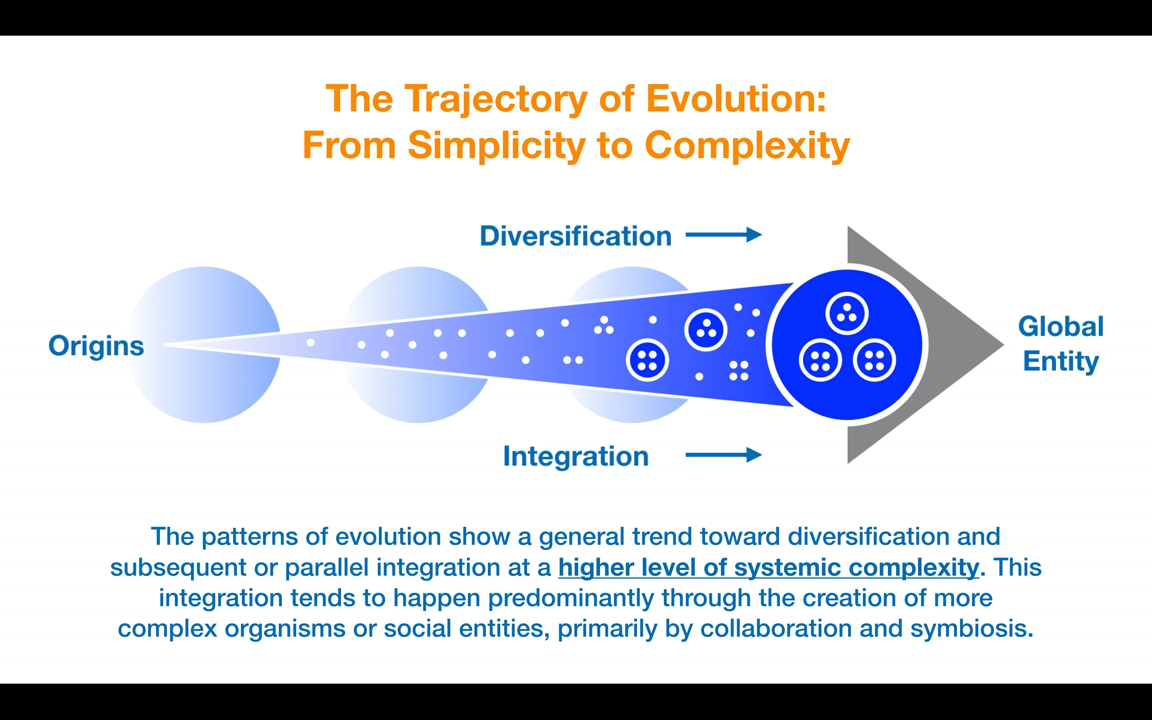 The Trajectory of Evolution:
From Simplicity to Complexity
Diversification
Origins
Global
Entity
Integration
The patterns of evolution show a general trend toward diversification and
subsequent or parallel integration at a higher level of systemic complexity. This
integration tends to happen predominantly through the creation of more
complex organisms or social entities, primarily by collaboration and symbiosis.